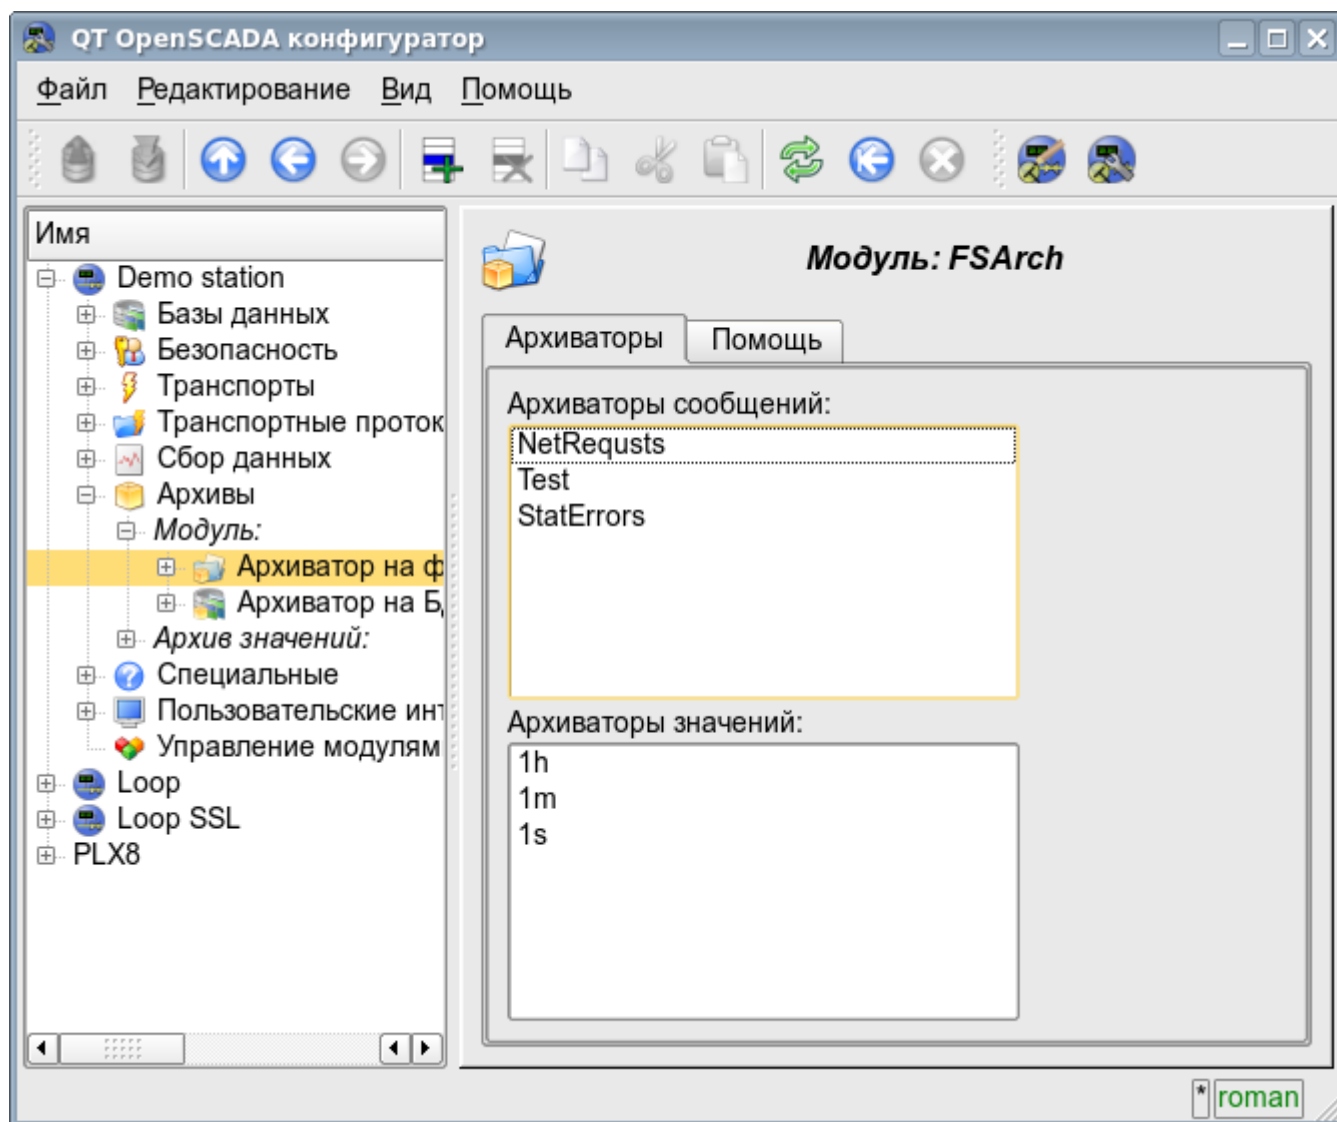 QT OpenSCADA конфигуратор
Файл Редактирование Вид Помощь
Имя
Demo station
Базы данных
Безопасность
Транспорты
Транспортные проток
Сбор данных
Архивы
Модуль:
Архиватор на ф
Архиватор на Б
Архив значений:
Специальные
Пользовательские инт
Управление модулям
Loop
Loop SSL
PLX8
Модуль: FSArch
Архиваторы Помощь
Архиваторы сообщений:
NetRequsts
Test
StatErrors
Архиваторы значений:
1h
1m
1s
* roman